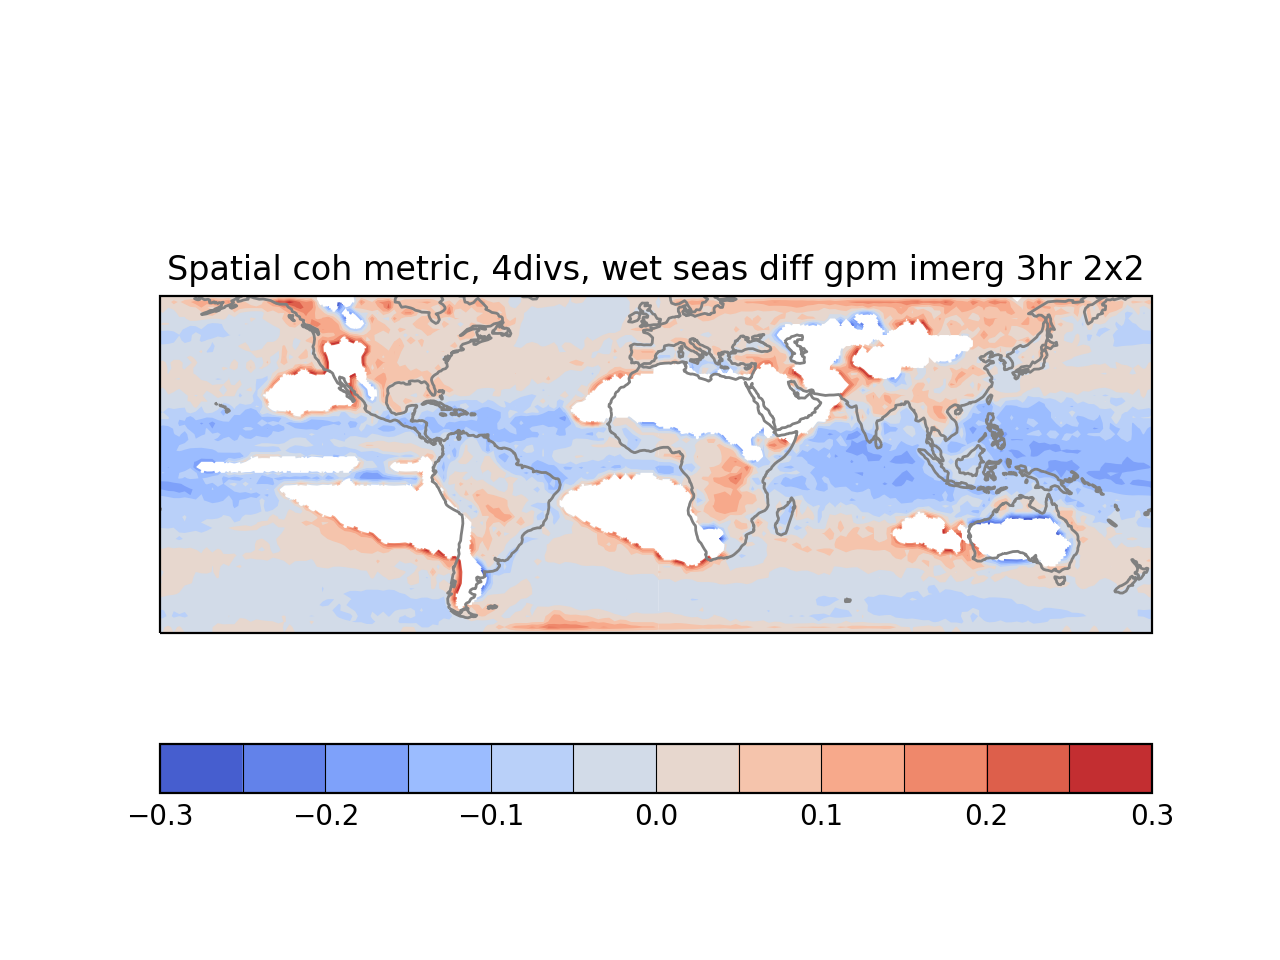 Spatial coh metric, 4divs, wet seas diff gpm imerg 3hr 2x2
−0.3 −0.2 −0.1 0.0 0.1 0.2 0.3